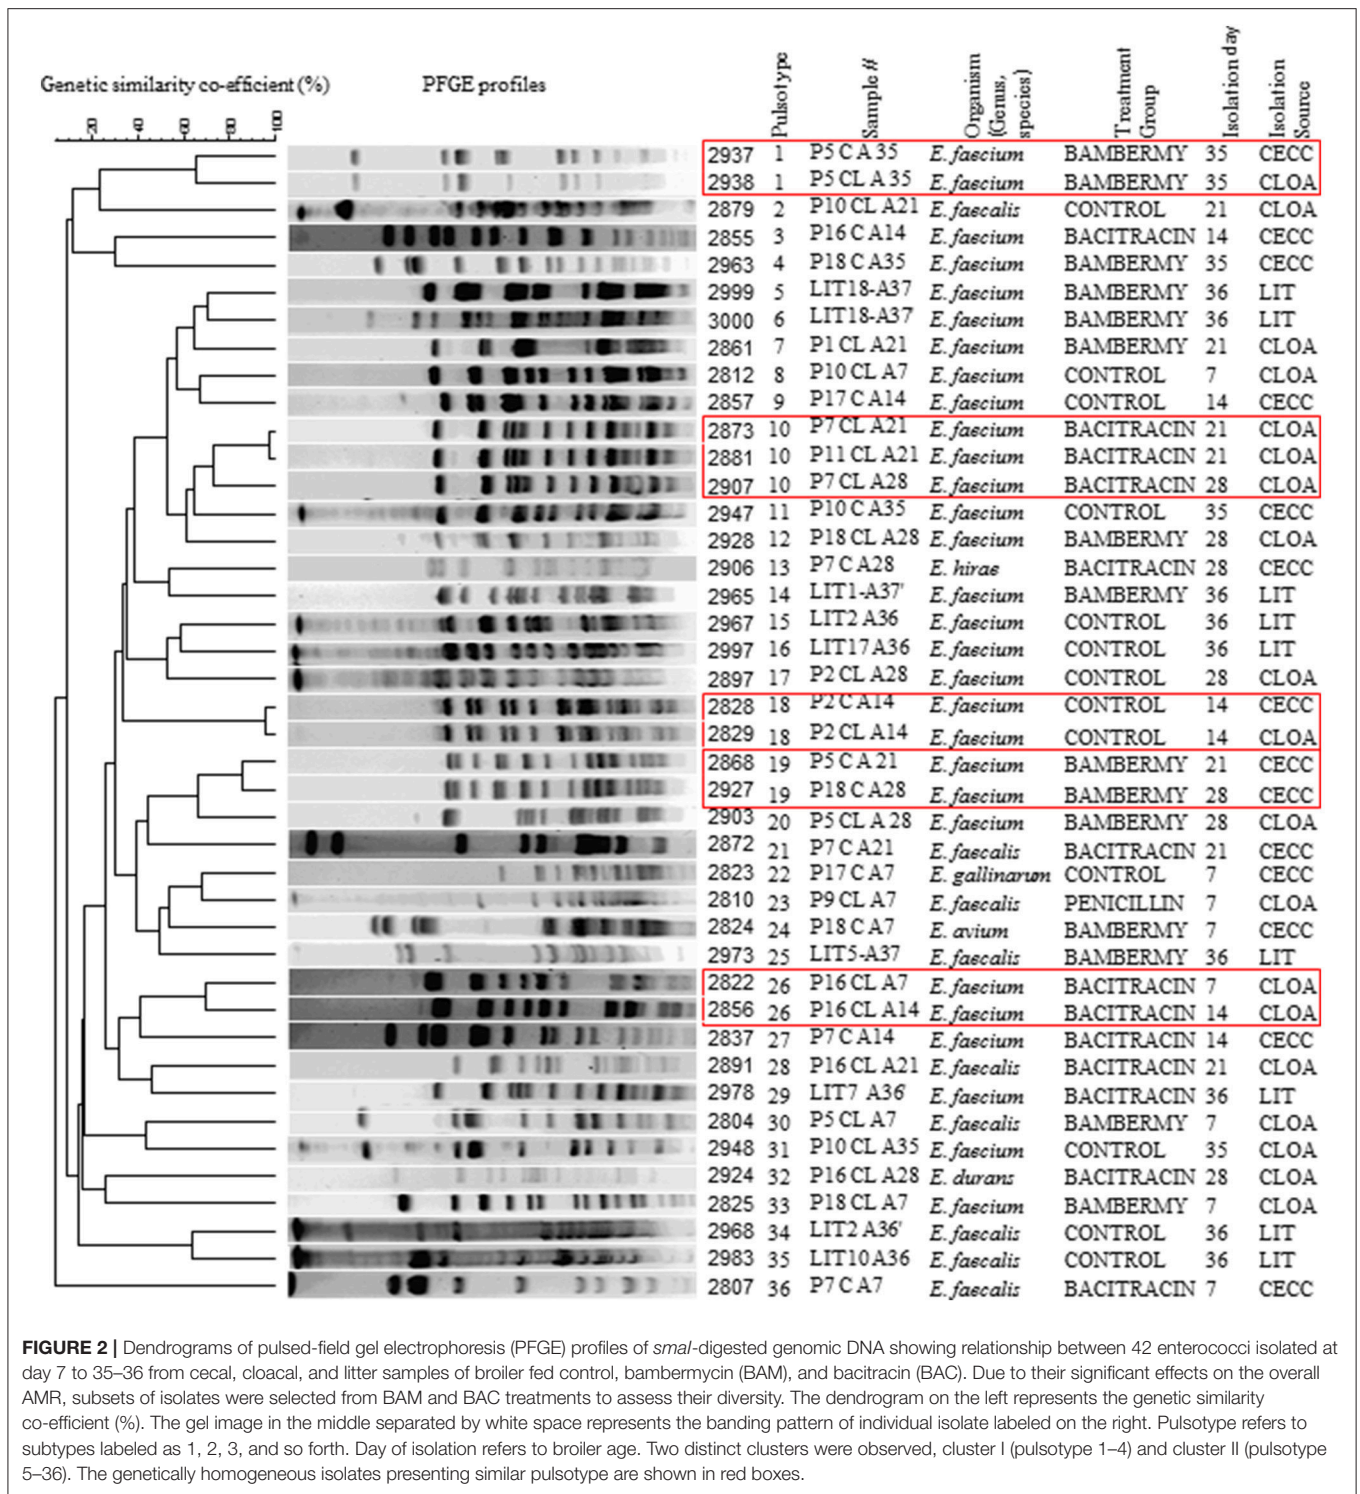 Genetic similarity co-efficient (%)
PFGE profiles
Pulsotype
Sample #
Organism (Genus, species)
Treatment Group
Isolation day
Isolation Source
20 40 60 80 100
2937 1 P5 C A 35 E. faecium BAMBERMY 35 CECC
2938 1 P5 CL A 35 E. faecium BAMBERMY 35 CLOA
2879 2 P10 CL A21 E. faecalis CONTROL 21 CLOA
2855 3 P16 C A14 E. faecium BACITRACIN 14 CECC
2963 4 P18 C A35 E. faecium BAMBERMY 35 CECC
2999 5 LIT18-A37 E. faecium BAMBERMY 36 LIT
3000 6 LIT18-A37' E. faecium BAMBERMY 36 LIT
2861 7 P1 CL A21 E. faecium BAMBERMY 21 CLOA
2812 8 P10 CL A7 E. faecium CONTROL 7 CLOA
2857 9 P17 C A14 E. faecium CONTROL 14 CECC
2873 10 P7 CL A21 E. faecium BACITRACIN 21 CLOA
2881 10 P11 CL A21 E. faecium BACITRACIN 21 CLOA
2907 10 P7 CL A28 E. faecium BACITRACIN 28 CLOA
2947 11 P10 C A35 E. faecium CONTROL 35 CECC
2928 12 P18 CL A28 E. faecium BAMBERMY 28 CLOA
2906 13 P7 C A28 E. hirae BACITRACIN 28 CECC
2965 14 LIT1-A37' E. faecium BAMBERMY 36 LIT
2967 15 LIT2 A36 E. faecium CONTROL 36 LIT
2997 16 LIT17 A36 E. faecium CONTROL 36 LIT
2897 17 P2 CL A28 E. faecium CONTROL 28 CLOA
2828 18 P2 C A14 E. faecium CONTROL 14 CECC
2829 18 P2 CL A14 E. faecium CONTROL 14 CLOA
2868 19 P5 C A 21 E. faecium BAMBERMY 21 CECC
2927 19 P18 C A28 E. faecium BAMBERMY 28 CECC
2903 20 P5 CL A 28 E. faecium BAMBERMY 28 CLOA
2872 21 P7 C A21 E. faecalis BACITRACIN 21 CECC
2823 22 P17 C A7 E. gallinarum CONTROL 7 CECC
2810 23 P9 CL A7 E. faecalis PENICILLIN 7 CLOA
2824 24 P18 C A7 E. avium BAMBERMY 7 CECC
2973 25 LIT5-A37 E. faecalis BAMBERMY 36 LIT
2822 26 P16 CL A7 E. faecium BACITRACIN 7 CLOA
2856 26 P16 CL A14 E. faecium BACITRACIN 14 CLOA
2837 27 P7 C A14 E. faecium BACITRACIN 14 CECC
2891 28 P16 CL A21 E. faecalis BACITRACIN 21 CLOA
2978 29 LIT7 A36' E. faecium BACITRACIN 36 LIT
2804 30 P5 CL A7 E. faecalis BAMBERMY 7 CLOA
2948 31 P10 CL A35 E. faecium CONTROL 35 CLOA
2924 32 P16 CL A28 E. durans BACITRACIN 28 CLOA
2825 33 P18 CL A7 E. faecium BAMBERMY 7 CLOA
2968 34 LIT2 A36' E. faecalis CONTROL 36 LIT
2983 35 LIT10 A36 E. faecalis CONTROL 36 LIT
2807 36 P7 C A7 E. faecalis BACITRACIN 7 CECC
FIGURE 2 | Dendrograms of pulsed-field gel electrophoresis (PFGE) profiles of smaI-digested genomic DNA showing relationship between 42 enterococci isolated at
day 7 to 35–36 from cecal, cloacal, and litter samples of broiler fed control, bambermycin (BAM), and bacitracin (BAC). Due to their significant effects on the overall
AMR, subsets of isolates were selected from BAM and BAC treatments to assess their diversity. The dendrogram on the left represents the genetic similarity
co-efficient (%). The gel image in the middle separated by white space represents the banding pattern of individual isolate labeled on the right. Pulsotype refers to
subtypes labeled as 1, 2, 3, and so forth. Day of isolation refers to broiler age. Two distinct clusters were observed, cluster I (pulsotype 1–4) and cluster II (pulsotype
5–36). The genetically homogeneous isolates presenting similar pulsotype are shown in red boxes.